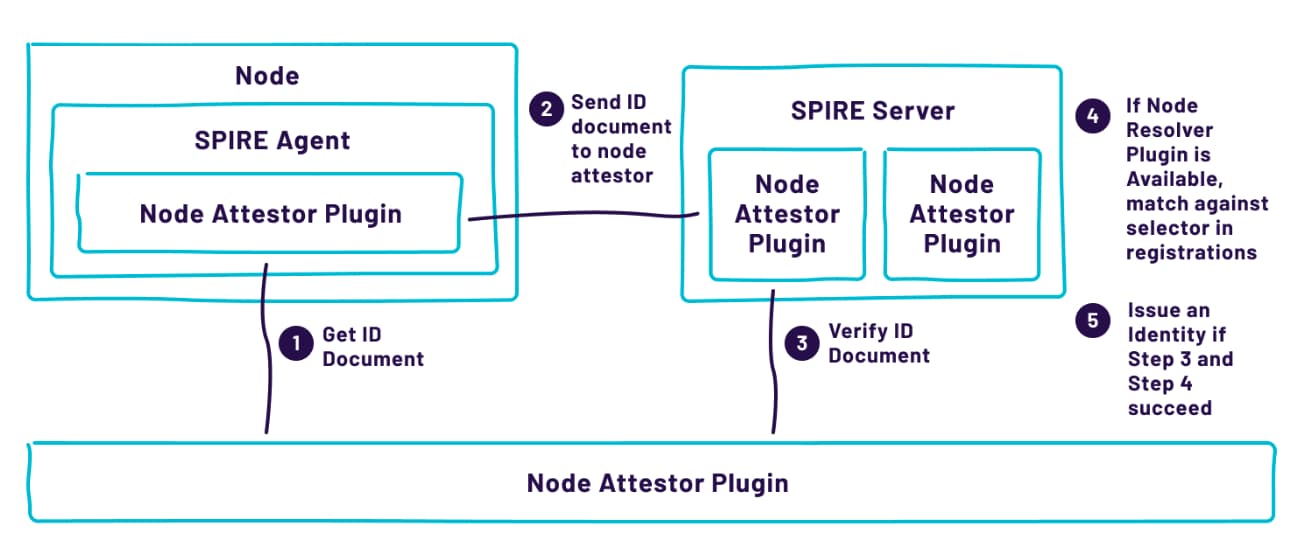 Node
SPIRE Agent
Node Attestor Plugin
2
Send ID
document
to node
attestor
SPIRE Server
Node
Attestor
Plugin
Node
Attestor
Plugin
4
If Node
Resolver
Plugin is
Available,
match against
selector in
registrations
1
Get ID
Document
3
Verify ID
Document
5
Issue an
Identity if
Step 3 and
Step 4
succeed
Node Attestor Plugin